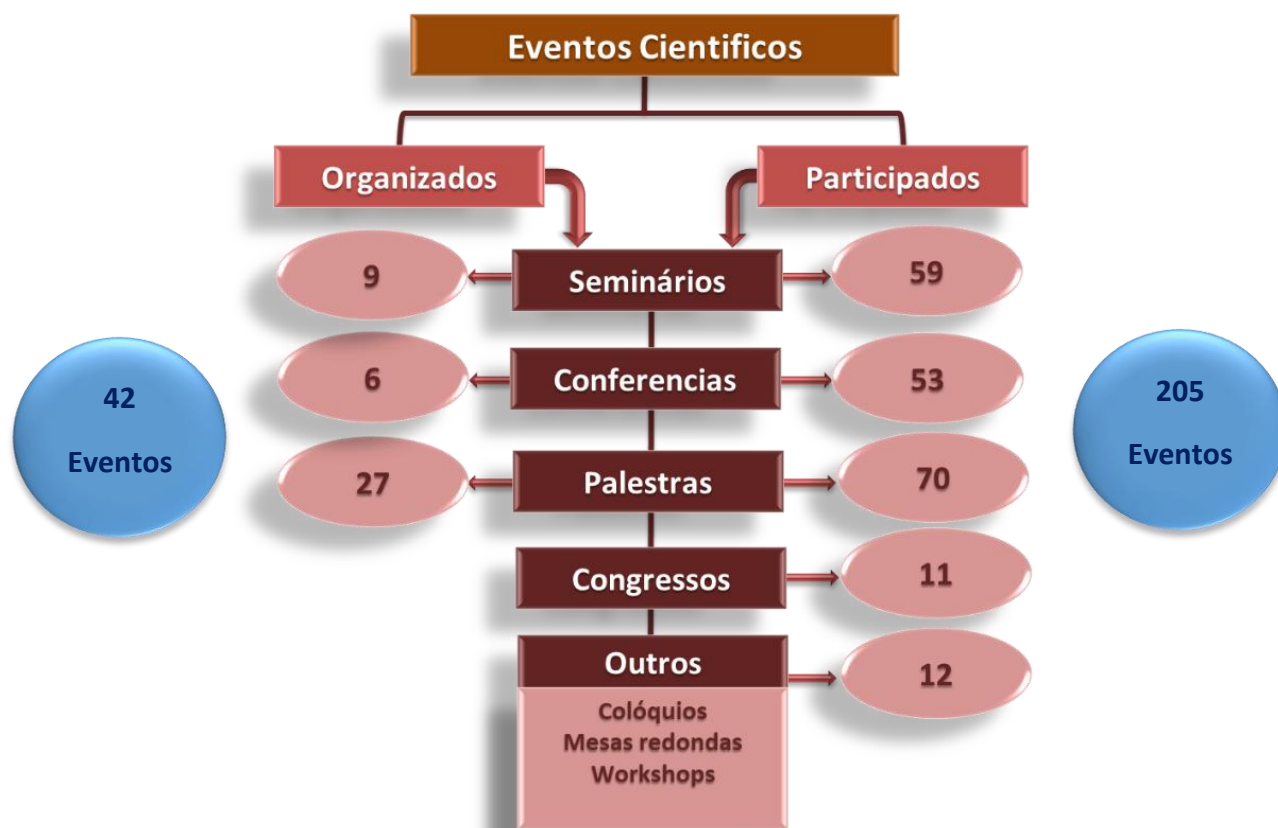 Eventos Cientificos
Organizados
Participados
9
Seminários
59
6
Conferencias
53
42
Eventos
205
Eventos
27
Palestras
70
Congressos
11
Outros
12
Colóquios
Mesas redondas
Workshops